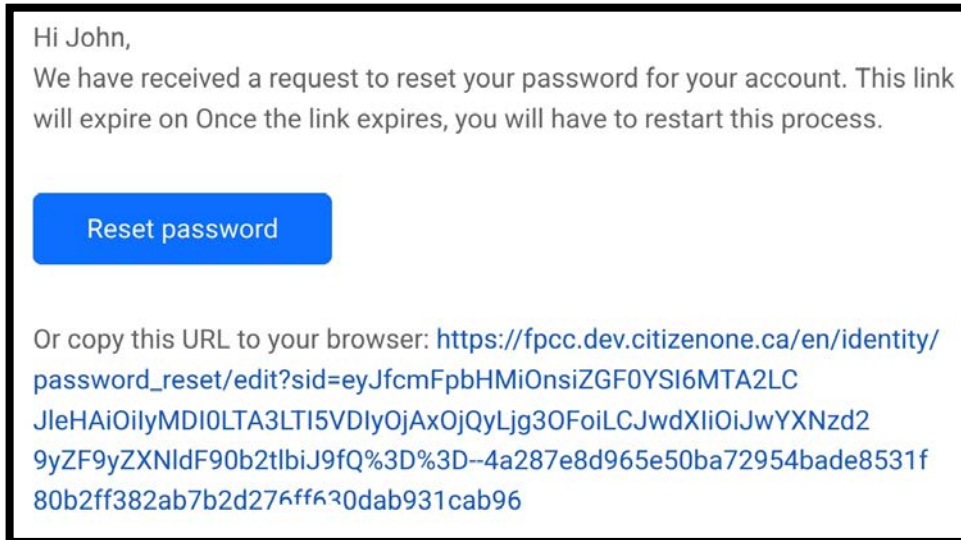 Hi John,
We have received a request to reset your password for your account. This link
will expire on Once the link expires, you will have to restart this process.
Reset password
Or copy this URL to your browser: https://fpcc.dev.citizenone.ca/en/identity/
password_reset/edit?sid=eyJfcmFpbHMiOnsiZGF0YSI6MTA2LC
JleHAiOiIyMDI0LTA3LTI5VDIyOjAxOjQyLjg3OFoiLCJwdXIiOiJwYXNzd2
9yZF9yZXNldF90b2tlbiJ9fQ%3D%3D--4a287e8d965e50ba72954bade8531f
80b2ff382ab7b2d276ff630dab931cab96